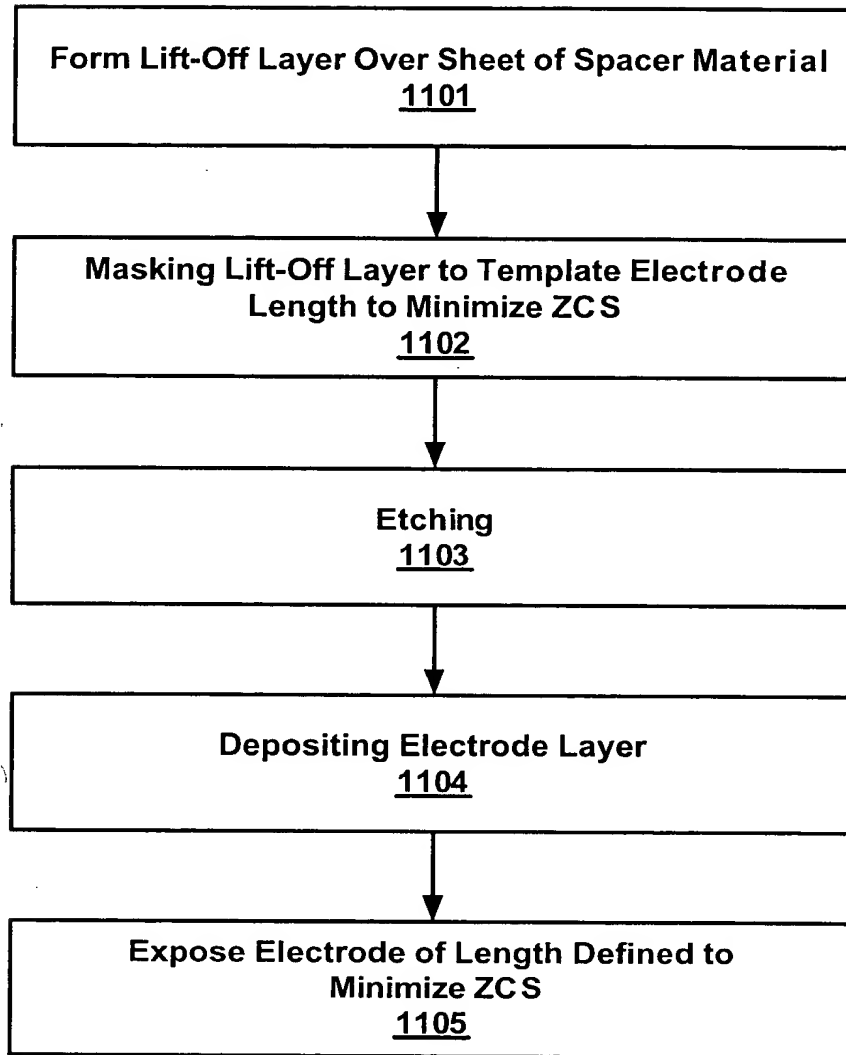 Form Lift-Off Layer Over Sheet of Spacer Material
1101
Masking Lift-Off Layer to Template Electrode
Length to Minimize ZCS
1102
Etching
1103
Depositing Electrode Layer
1104
Expose Electrode of Length Defined to
Minimize ZCS
1105